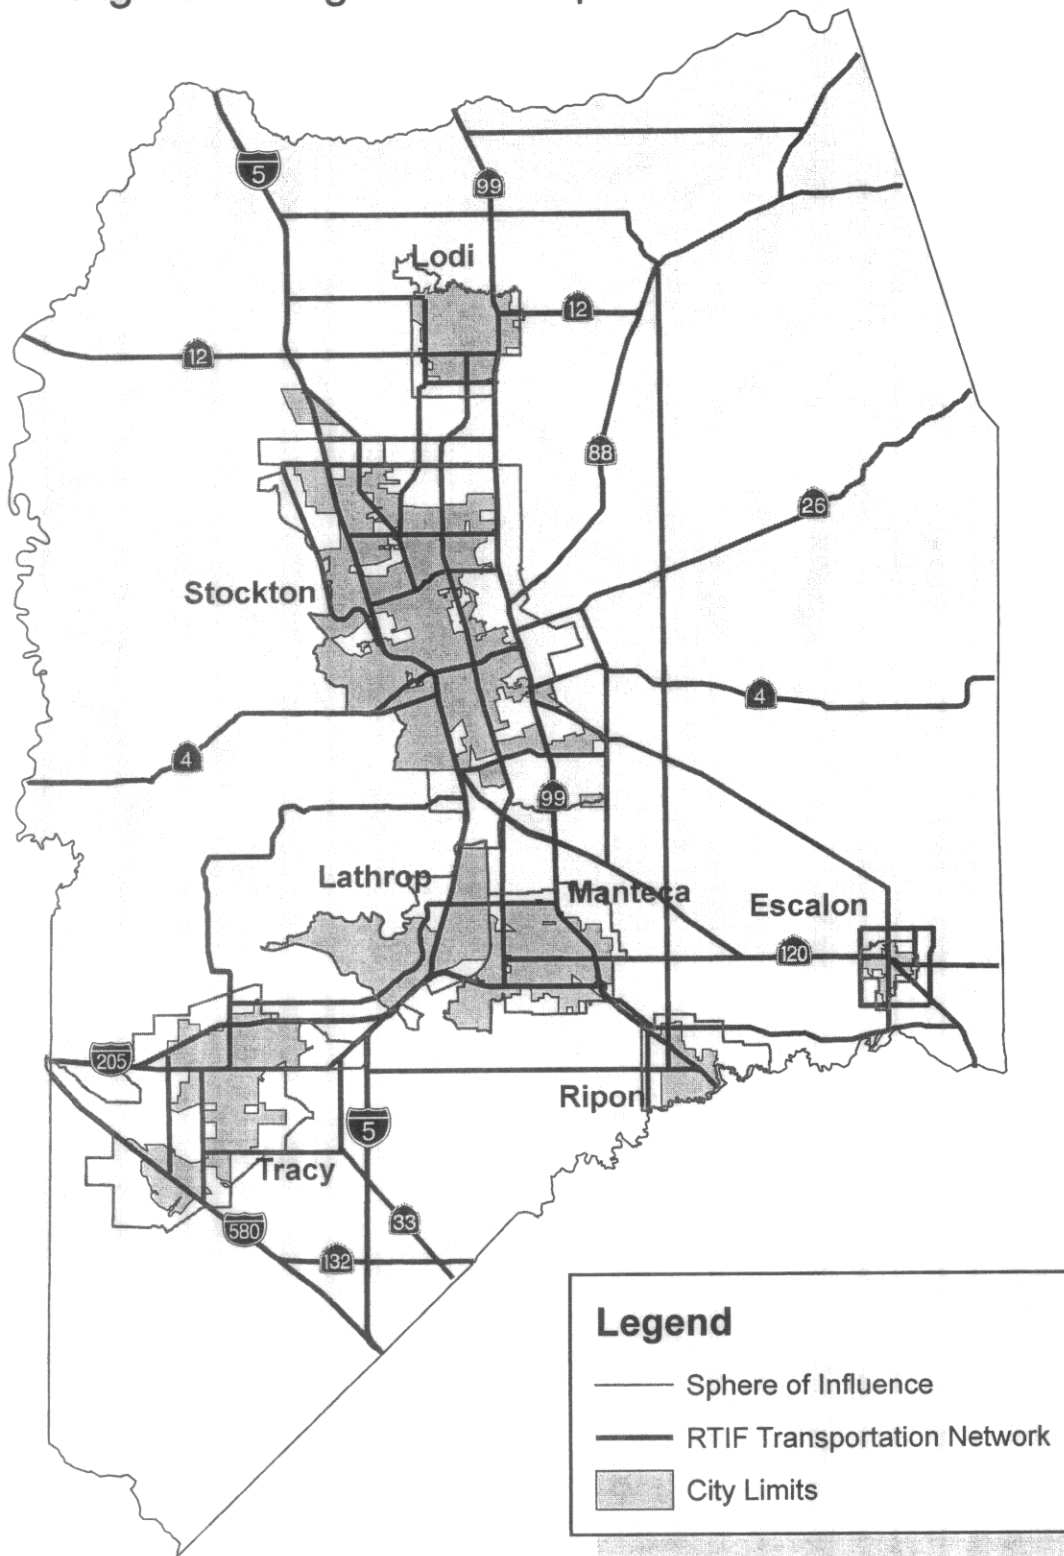 5
99
Lodi
12
12
88
26
Stockton
4
4
99
Lathrop
Manteca
Escalon
120
205
Ripon
5
Tracy
33
580
132
Legend
Sphere of Influence
RTIF Transportation Network
City Limits